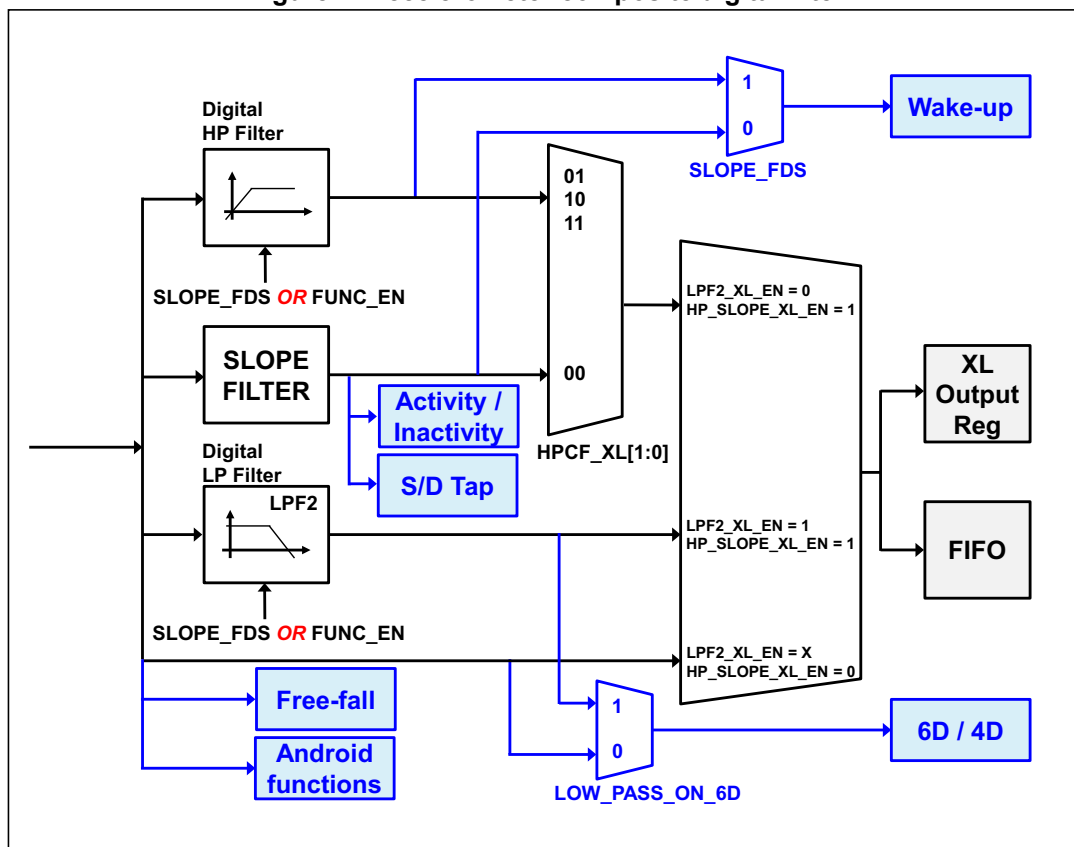 1
Wake-up
0
SLOPE_FDS
Digital
HP Filter
01
10
11
SLOPE_FDS OR FUNC_EN
LPF2_XL_EN = 0
HP_SLOPE_XL_EN = 1
SLOPE
FILTER
00
Activity /
Inactivity
HPCF_XL[1:0]
S/D Tap
XL
Output
Reg
Digital
LP Filter
LPF2
LPF2_XL_EN = 1
HP_SLOPE_XL_EN = 1
FIFO
SLOPE_FDS OR FUNC_EN
LPF2_XL_EN = X
HP_SLOPE_XL_EN = 0
Free-fall
1
0
6D / 4D
Android
functions
LOW_PASS_ON_6D